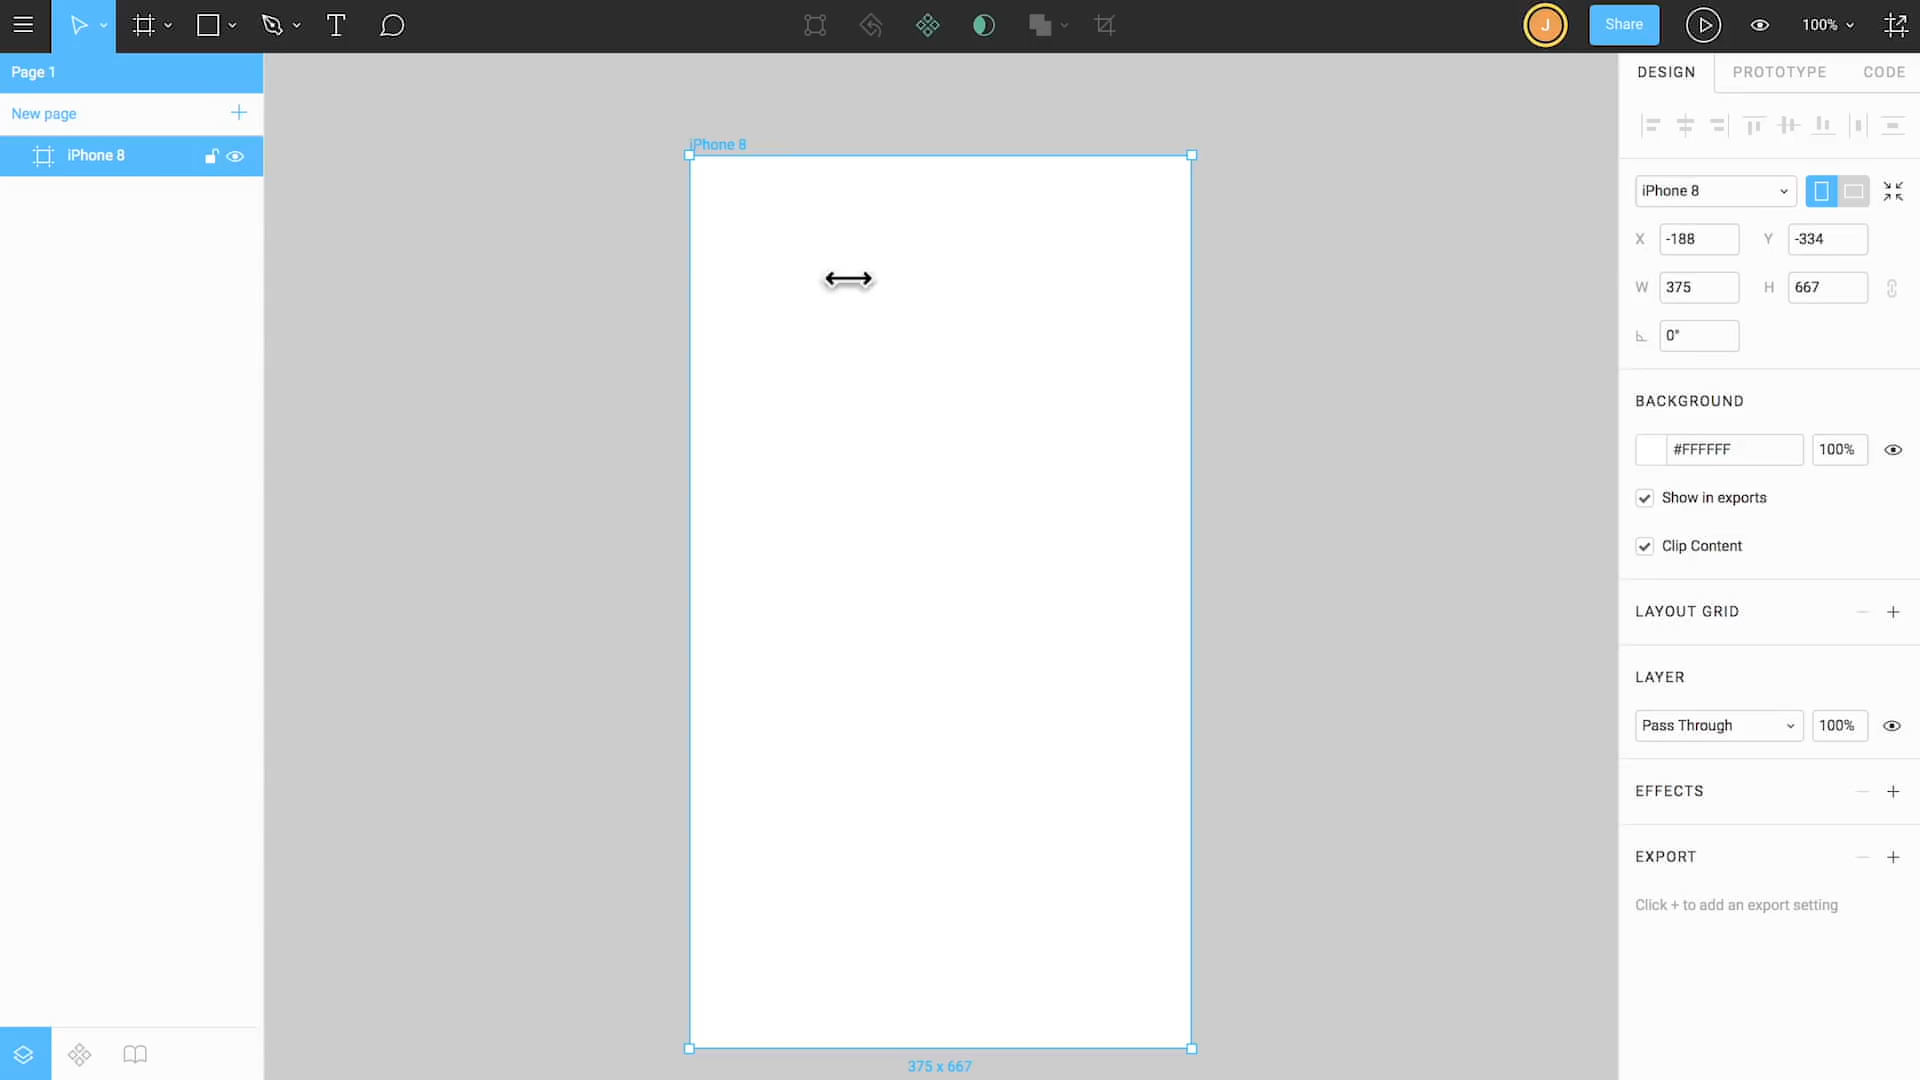 J
Share
100%
Page 1
New page
iPhone 8
iPhone 8
375 x 667
DESIGN
PROTOTYPE
CODE
iPhone 8
X
-188
Y
-334
W
375
H
667
0°
BACKGROUND
#FFFFFF
100%
Show in exports
Clip Content
LAYOUT GRID
LAYER
Pass Through
100%
EFFECTS
EXPORT
Click + to add an export setting